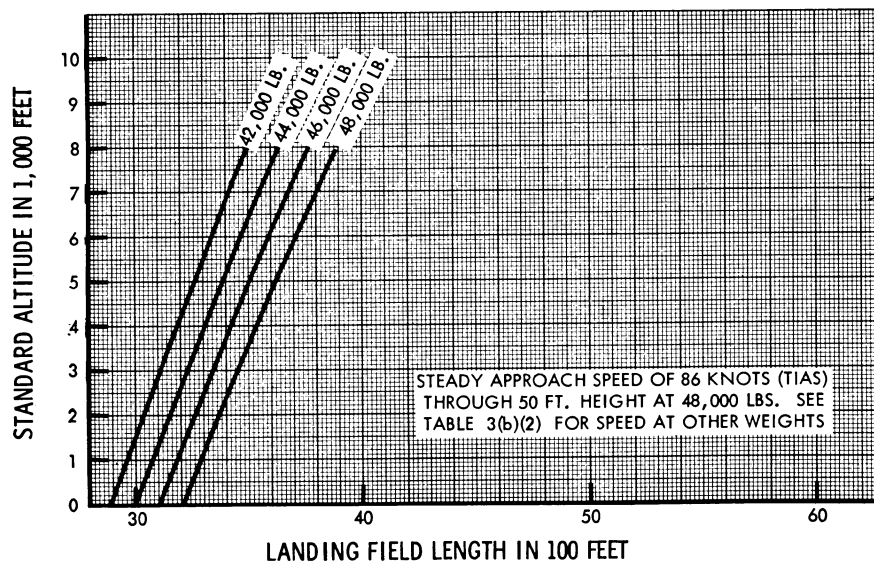 STANDARD ALTITUDE IN 1,000 FEET
10
9
8
7
6
5
4
3
2
1
0
42,000 LB.
44,000 LB.
46,000 LB.
48,000 LB.
STEADY APPROACH SPEED OF 86 KNOTS (TIAS)
THROUGH 50 FT. HEIGHT AT 48,000 LBS. SEE
TABLE 3(b)(2) FOR SPEED AT OTHER WEIGHTS
30 40 50 60
LANDING FIELD LENGTH IN 100 FEET